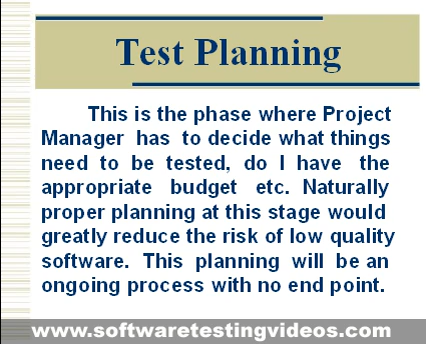 Test Planning
This is the phase where Project
Manager has to decide what things
need to be tested, do I have the
appropriate budget etc. Naturally
proper planning at this stage would
greatly reduce the risk of low quality
software. This planning will be an
ongoing process with no end point.
www.softwaretestingvideos.com